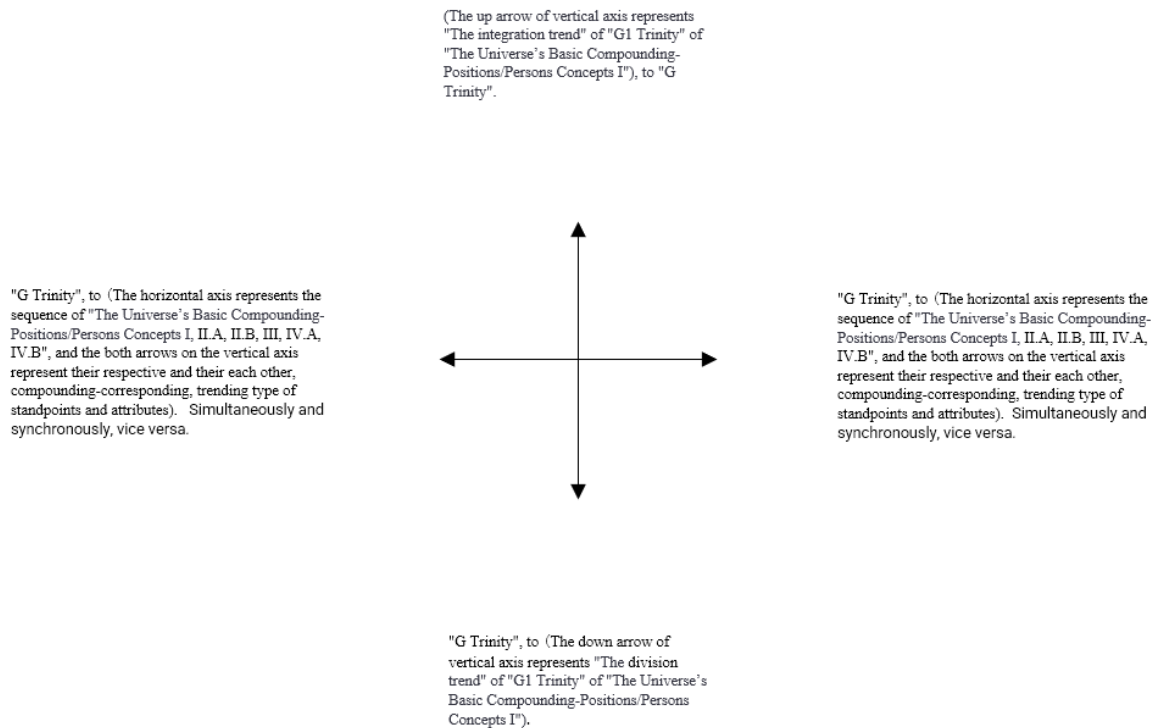 (The up arrow of vertical axis represents
"The integration trend" of "G1 Trinity" of
"The Universe’s Basic Compounding-
Positions/Persons Concepts I"), to "G
Trinity".
"G Trinity", to (The horizontal axis represents the
sequence of "The Universe’s Basic Compounding-
Positions/Persons Concepts I, II.A, II.B, III, IV.A,
IV.B", and the both arrows on the vertical axis
represent their respective and their each other,
compounding-corresponding, trending type of
standpoints and attributes). Simultaneously and
synchronously, vice versa.
"G Trinity", to (The horizontal axis represents the
sequence of "The Universe’s Basic Compounding-
Positions/Persons Concepts I, II.A, II.B, III, IV.A,
IV.B", and the both arrows on the vertical axis
represent their respective and their each other,
compounding-corresponding, trending type of
standpoints and attributes). Simultaneously and
synchronously, vice versa.
"G Trinity", to (The down arrow of
vertical axis represents "The division
trend" of "G1 Trinity" of "The Universe’s
Basic Compounding-Positions/Persons
Concepts I").